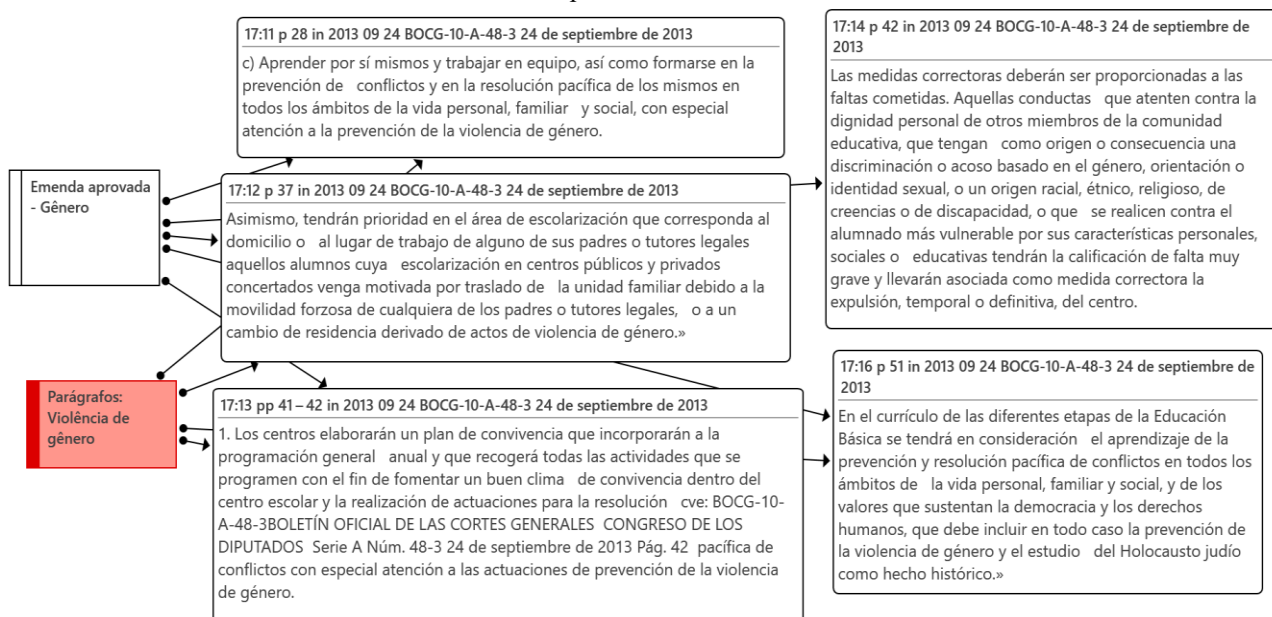 17:11 p 28 in 2013 09 24 BOCG-10-A-48-3 24 de septiembre de 2013
c) Aprender por sí mismos y trabajar en equipo, así como formarse en la
prevención de conflictos y en la resolución pacífica de los mismos en
todos los ámbitos de la vida personal, familiar y social, con especial
atención a la prevención de la violencia de género.
17:14 p 42 in 2013 09 24 BOCG-10-A-48-3 24 de septiembre de
2013
Las medidas correctoras deberán ser proporcionadas a las
faltas cometidas. Aquellas conductas que atenten contra la
dignidad personal de otros miembros de la comunidad
educativa, que tengan como origen o consecuencia una
discriminación o acoso basado en el género, orientación o
identidad sexual, o un origen racial, étnico, religioso, de
creencias o de discapacidad, o que se realicen contra el
alumnado más vulnerable por sus características personales,
sociales o educativas tendrán la calificación de falta muy
grave y llevarán asociada como medida correctora la
expulsión, temporal o definitiva, del centro.
Emenda aprovada
- Gênero
17:12 p 37 in 2013 09 24 BOCG-10-A-48-3 24 de septiembre de 2013
Asimismo, tendrán prioridad en el área de escolarización que corresponda al
domicilio o al lugar de trabajo de alguno de sus padres o tutores legales
aquellos alumnos cuya escolarización en centros públicos y privados
concertados venga motivada por traslado de la unidad familiar debido a la
movilidad forzosa de cualquiera de los padres o tutores legales, o a un
cambio de residencia derivado de actos de violencia de género.»
Parágrafos:
Violência de
gênero
17:13 pp 41 – 42 in 2013 09 24 BOCG-10-A-48-3 24 de septiembre de 2013
1. Los centros elaborarán un plan de convivencia que incorporarán a la
programación general anual y que recogerá todas las actividades que se
programen con el fin de fomentar un buen clima de convivencia dentro del
centro escolar y la realización de actuaciones para la resolución cve: BOCG-10-
A-48-3BOLETÍN OFICIAL DE LAS CORTES GENERALES CONGRESO DE LOS
DIPUTADOS Serie A Núm. 48-3 24 de septiembre de 2013 Pág. 42 pacífica de
conflictos con especial atención a las actuaciones de prevención de la violencia
de género.
17:16 p 51 in 2013 09 24 BOCG-10-A-48-3 24 de septiembre de
2013
En el currículo de las diferentes etapas de la Educación
Básica se tendrá en consideración el aprendizaje de la
prevención y resolución pacífica de conflictos en todos los
ámbitos de la vida personal, familiar y social, y de los
valores que sustentan la democracia y los derechos
humanos, que debe incluir en todo caso la prevención de
la violencia de género y el estudio del Holocausto judío
como hecho histórico.»